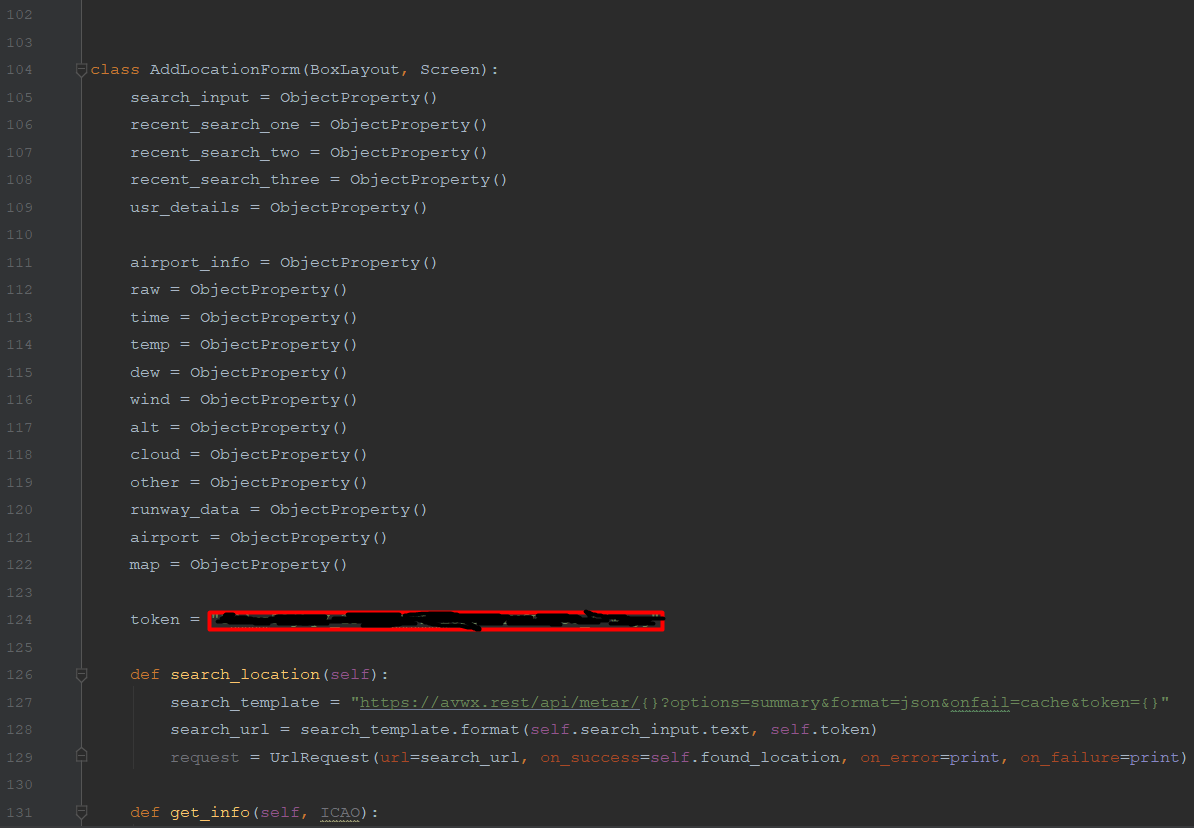 102
103
104 class AddLocationForm(BoxLayout, Screen):
105 search_input = ObjectProperty()
106 recent_search_one = ObjectProperty()
107 recent_search_two = ObjectProperty()
108 recent_search_three = ObjectProperty()
109 usr_details = ObjectProperty()
110
111 airport_info = ObjectProperty()
112 raw = ObjectProperty()
113 time = ObjectProperty()
114 temp = ObjectProperty()
115 dew = ObjectProperty()
116 wind = ObjectProperty()
117 alt = ObjectProperty()
118 cloud = ObjectProperty()
119 other = ObjectProperty()
120 runway_data = ObjectProperty()
121 airport = ObjectProperty()
122 map = ObjectProperty()
123
124 token = "
125
126 def search_location(self):
127 search_template = "https://avwx.rest/api/metar/{}?options=summary&format=json&onfail=cache&token={}"
128 search_url = search_template.format(self.search_input.text, self.token)
129 request = UrlRequest(url=search_url, on_success=self.found_location, on_error=print, on_failure=print)
130
131 def get_info(self, ICAO):